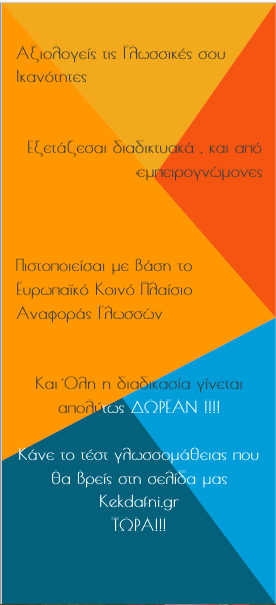 Αξιολογείς τις Γλωσσικές σου
Ικανότητες
Εξετάζεσαι διαδικτυακά , και από
εμπειρογνώμονες
Πιστοποιείσαι με βάση το
Ευρωπαϊκό Κοινό Πλαίσιο
Αναφοράς Γλωσσών
Και Όλη η διαδικασία γίνεται
απολύτως ΔΩΡΕΑΝ !!!!
Κάνε το τέστ γλωσσομάθειας που
θα βρείς στη σελίδα μας
Kekdafni.gr
ΤΩΡΑ!!!